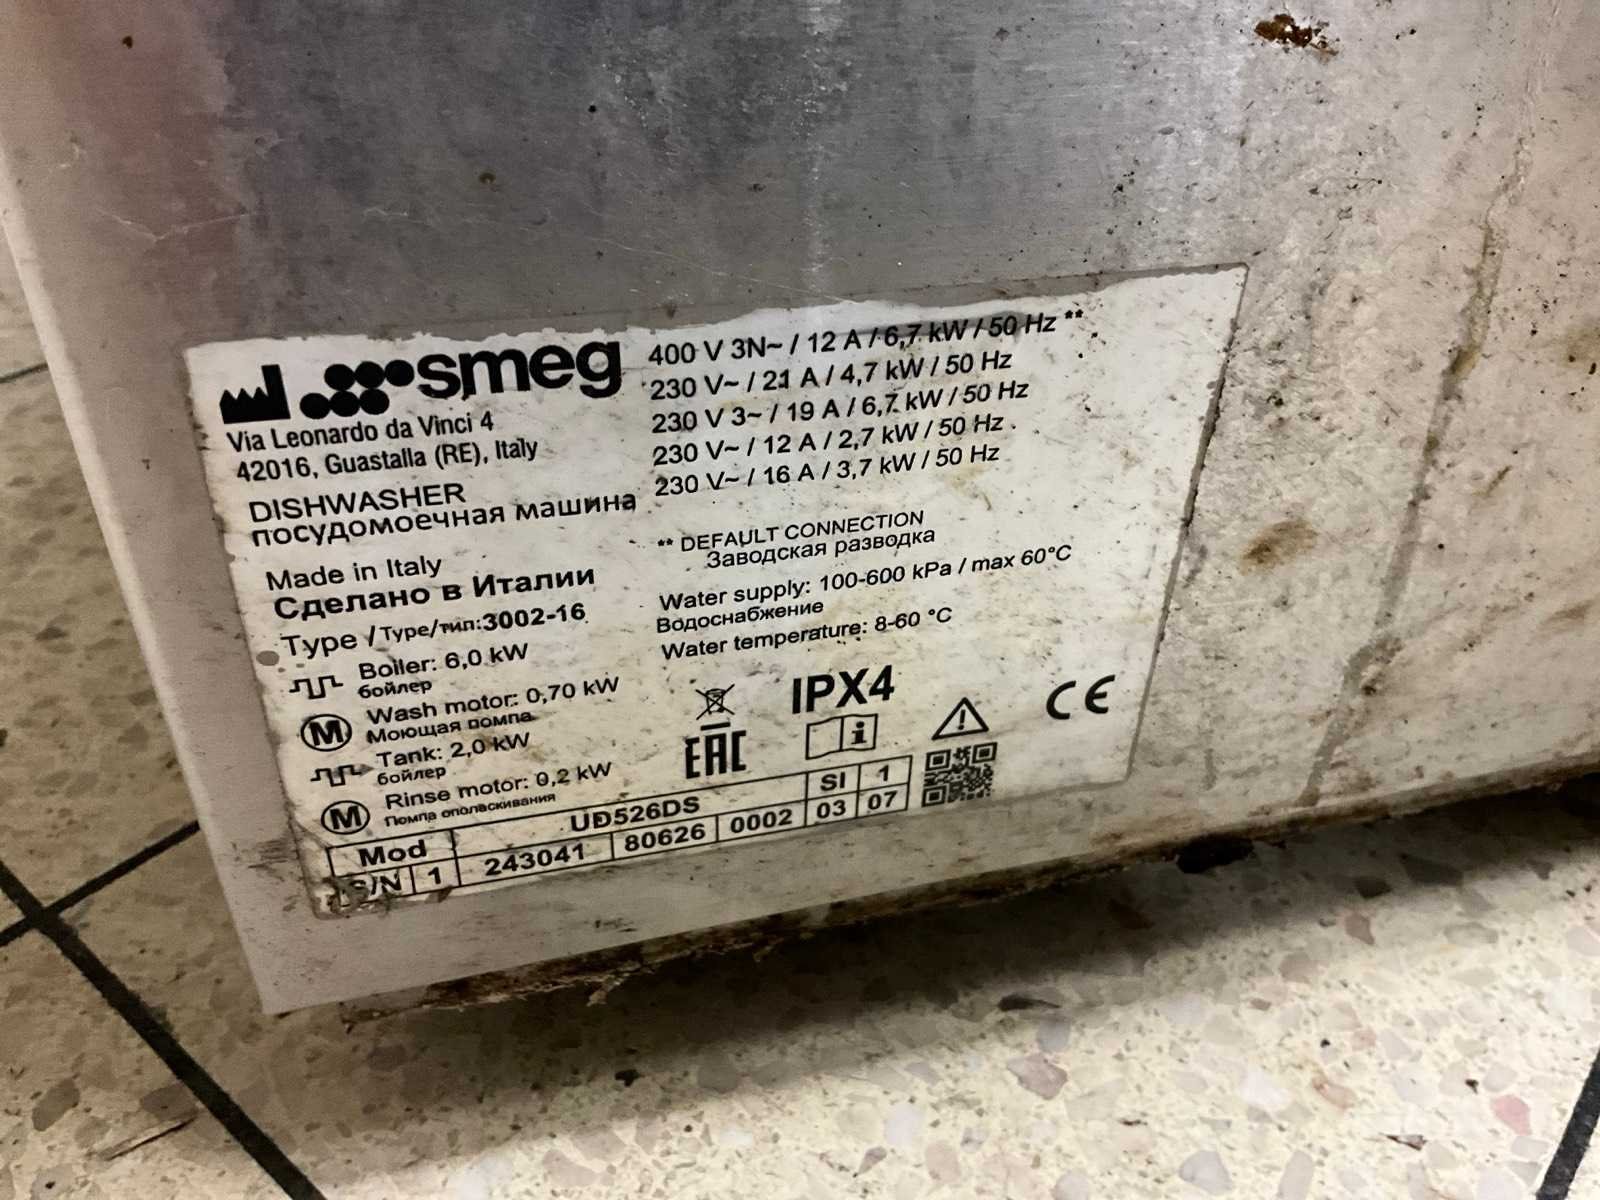 smeg
Via Leonardo da Vinci 4
42016, Guastalla (RE), Italy
DISHWASHER
посудомоечная машина
Made in Italy
Сделано в Италии
Type / Type/тип:3002-16
Boiler: 6,0 kW
бойлер
M Wash motor: 0,70 kW
Моющая помпа
Tank: 2,0 kW
бойлер
M Rinse motor: 0,2 kW
Помпа ополаскивания
400 V 3N~ / 12 A / 6,7 kW / 50 Hz **
230 V~ / 21 A / 4,7 kW / 50 Hz
230 V 3~ / 19 A / 6,7 kW / 50 Hz
230 V~ / 12 A / 2,7 kW / 50 Hz
230 V~ / 16 A / 3,7 kW / 50 Hz
** DEFAULT CONNECTION
Заводская разводка
Water supply: 100-600 kPa / max 60°C
Водоснабжение
Water temperature: 8-60 °C
IPX4
EAC
i
CE
Mod UD526DS SI 1
S/N 1 243041 80626 0002 03 07